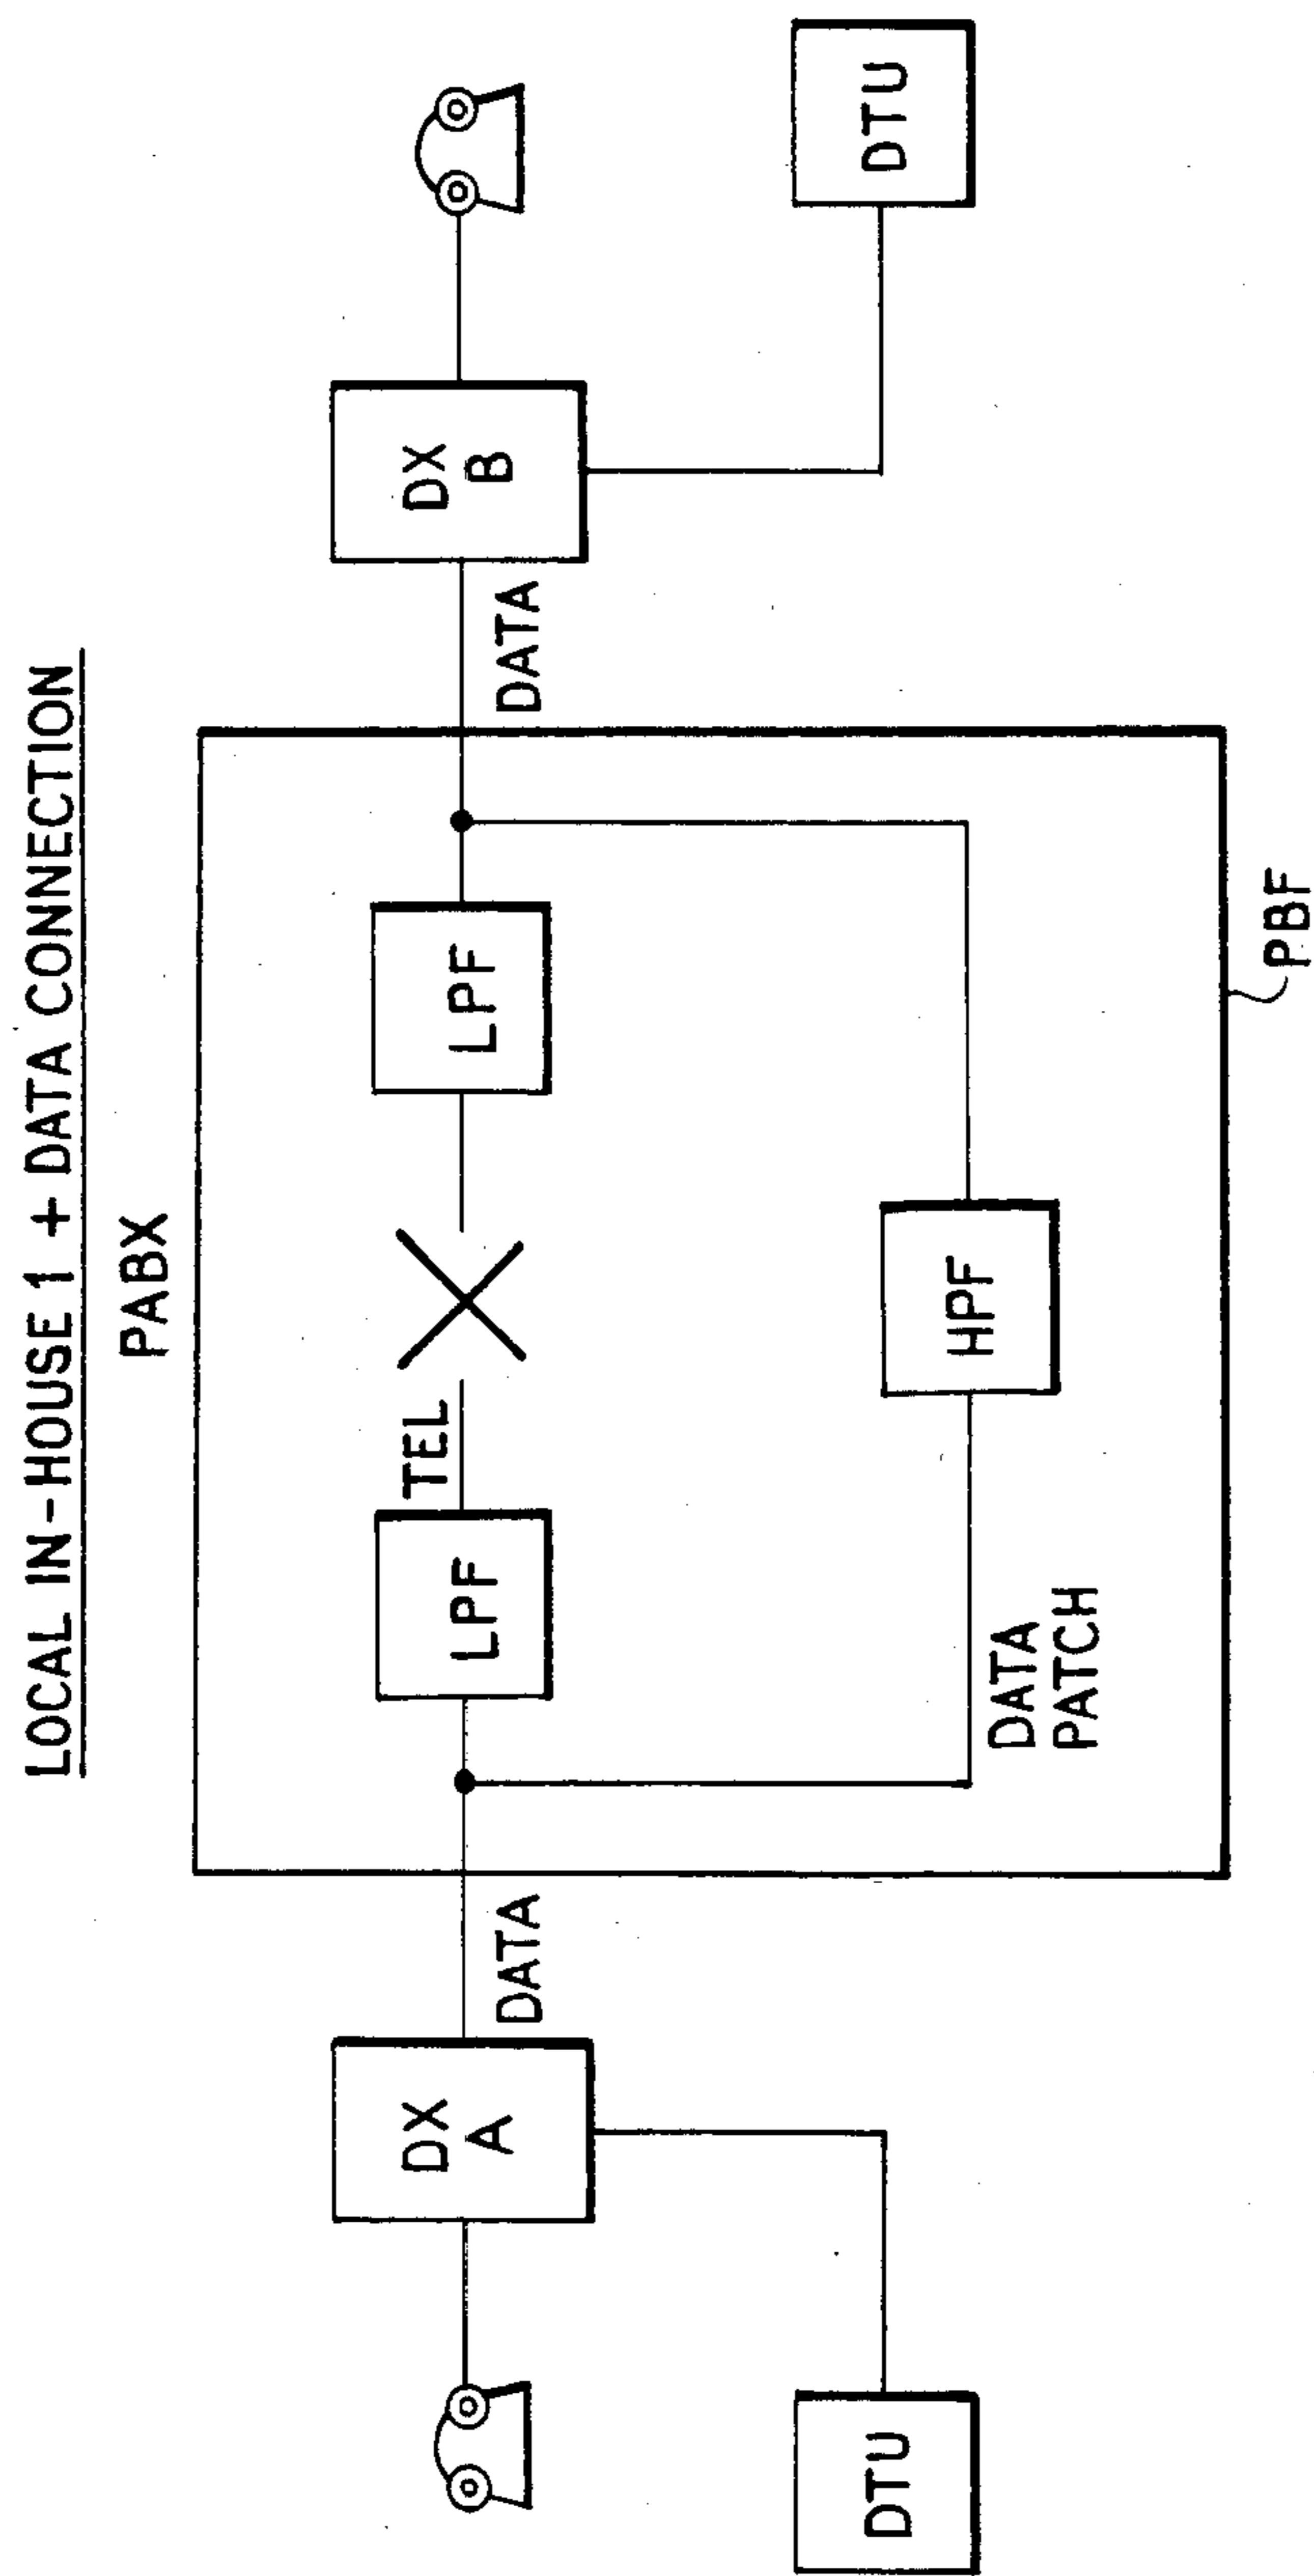 LOCAL IN-HOUSE 1 + DATA CONNECTION
PABX
DX
A
DATA
LPF
TEL
LPF
DATA
DX
B
DTU
DATA
PATCH
HPF
DTU
PBF